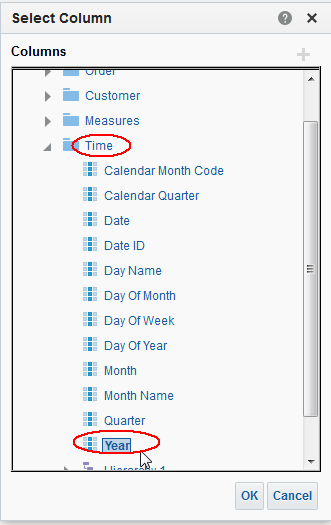 Select Column
Columns
Order
Customer
Measures
Time
Calendar Month Code
Calendar Quarter
Date
Date ID
Day Name
Day Of Month
Day Of Week
Day Of Year
Month
Month Name
Quarter
Year
Hierarchy 1
OK Cancel